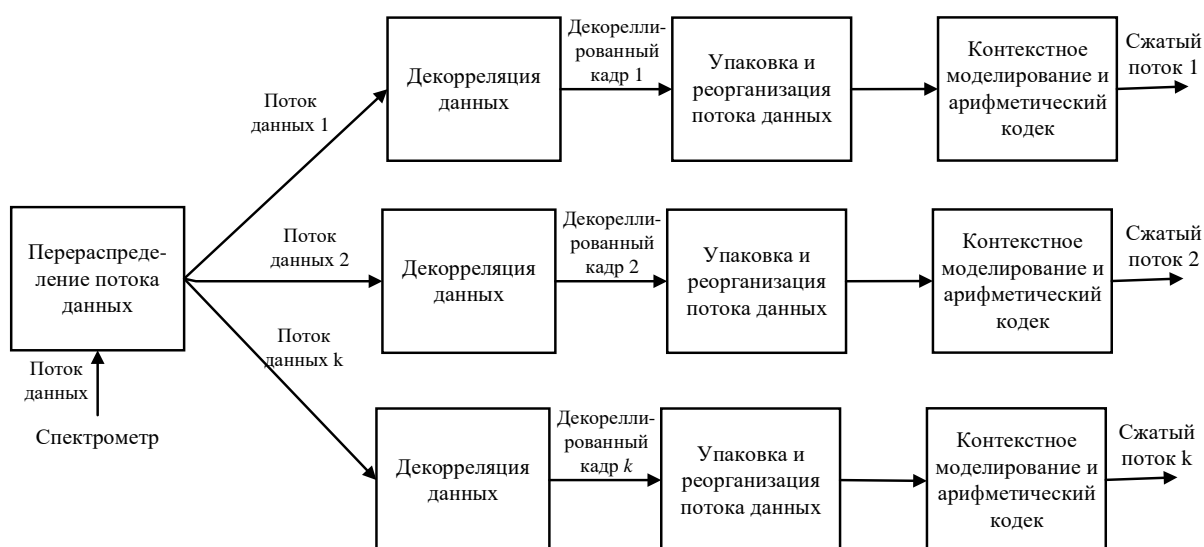 Декорелли-
рованный
кадр 1
Декорреляция
данных
Упаковка и
реорганизация
потока данных
Контекстное
моделирование и
арифметический
кодек
Сжатый
поток 1
Поток
данных 1
Перераспреде-
ление потока
данных
Поток
данных 2
Декорреляция
данных
Декорелли-
рованный
кадр 2
Упаковка и
реорганизация
потока данных
Контекстное
моделирование и
арифметический
кодек
Сжатый
поток 2
Поток
данных k
Поток
данных
Спектрометр
Декорреляция
данных
Декорелли-
рованный
кадр k
Упаковка и
реорганизация
потока данных
Контекстное
моделирование и
арифметический
кодек
Сжатый
поток k